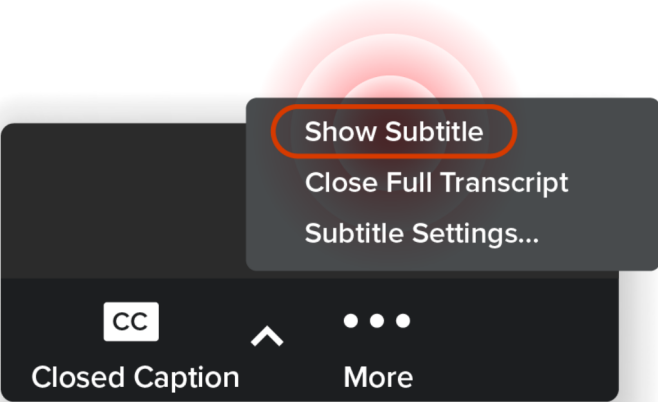 Show Subtitle
Close Full Transcript
Subtitle Settings...
CC
Closed Caption
More